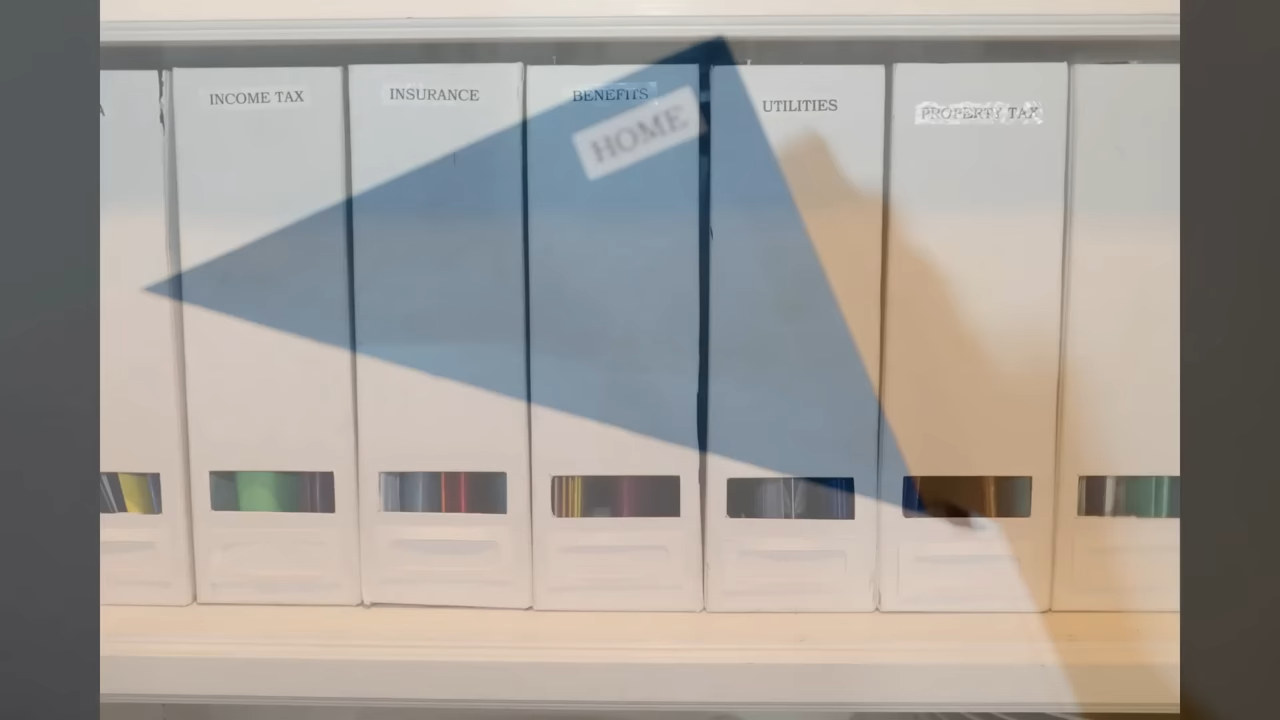 INCOME TAX
INSURANCE
BENEFITS
UTILITIES
PROPERTY TAX
HOME